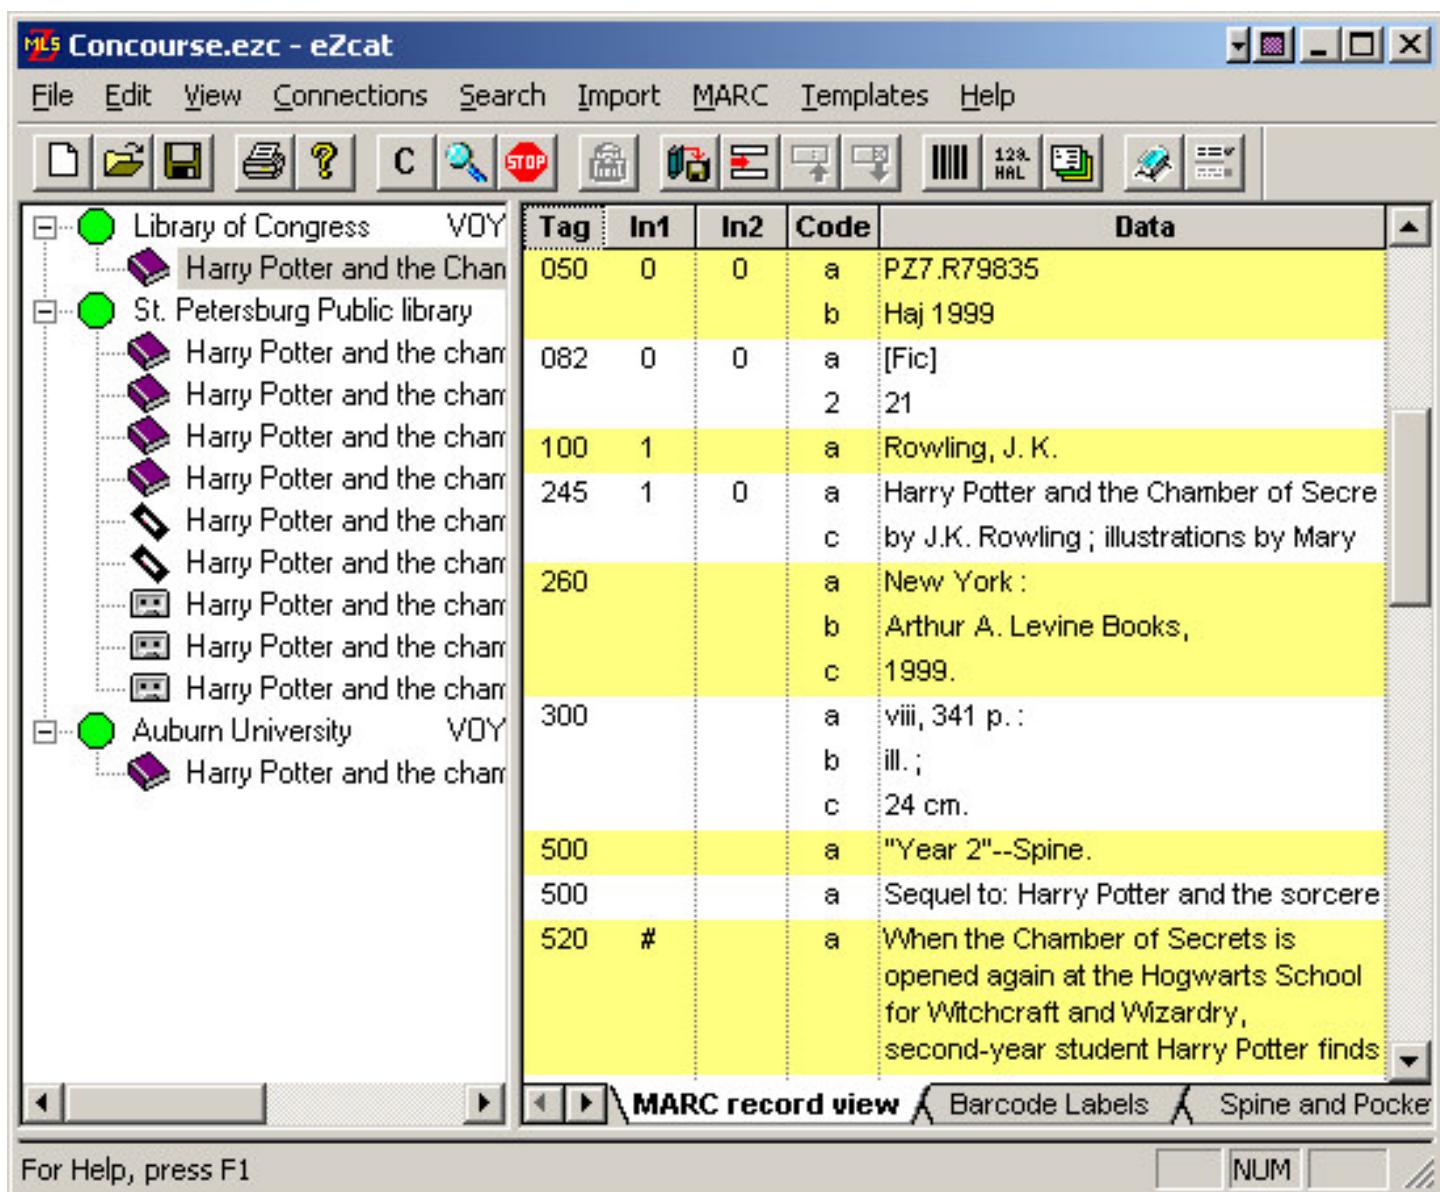 MLS Concourse.ezc - eZcat
File Edit View Connections Search Import MARC Templates Help
C STOP 129. HAL
Library of Congress VOY
Harry Potter and the Chan
St. Petersburg Public library
Harry Potter and the cham
Harry Potter and the cham
Harry Potter and the cham
Harry Potter and the cham
Harry Potter and the cham
Harry Potter and the cham
Harry Potter and the cham
Harry Potter and the cham
Harry Potter and the cham
Auburn University VOY
Harry Potter and the cham
Tag In1 In2 Code Data
050 0 0 a PZ7.R79835
b Haj 1999
082 0 0 a [Fic]
2 21
100 1 a Rowling, J. K.
245 1 0 a Harry Potter and the Chamber of Secre
c by J.K. Rowling ; illustrations by Mary
260 a New York :
b Arthur A. Levine Books,
c 1999.
300 a viii, 341 p. :
b ill. ;
c 24 cm.
500 a "Year 2"--Spine.
500 a Sequel to: Harry Potter and the sorcere
520 # a When the Chamber of Secrets is
opened again at the Hogwarts School
for Witchcraft and Wizardry,
second-year student Harry Potter finds
MARC record view Barcode Labels Spine and Pocke
For Help, press F1 NUM